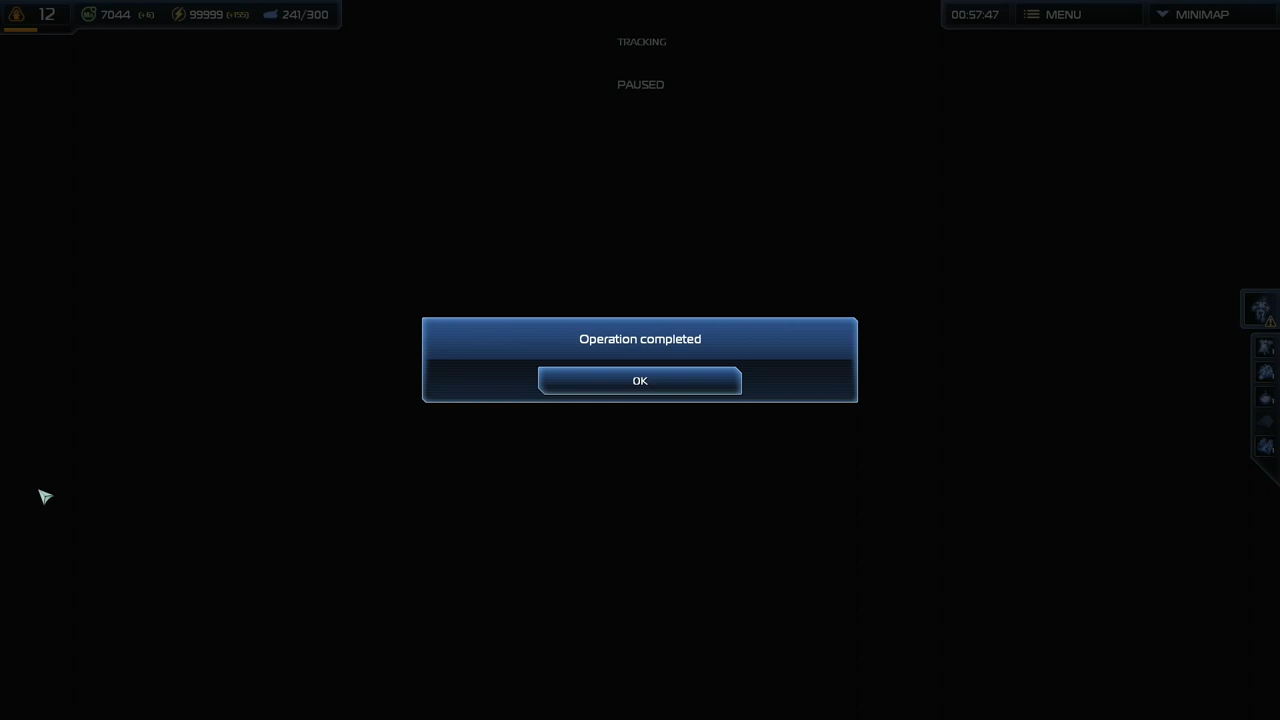 12 7044 (+6) 99999 (+155) 241/300 00:57:47 MENU MINIMAP
TRACKING
PAUSED
Operation completed
OK